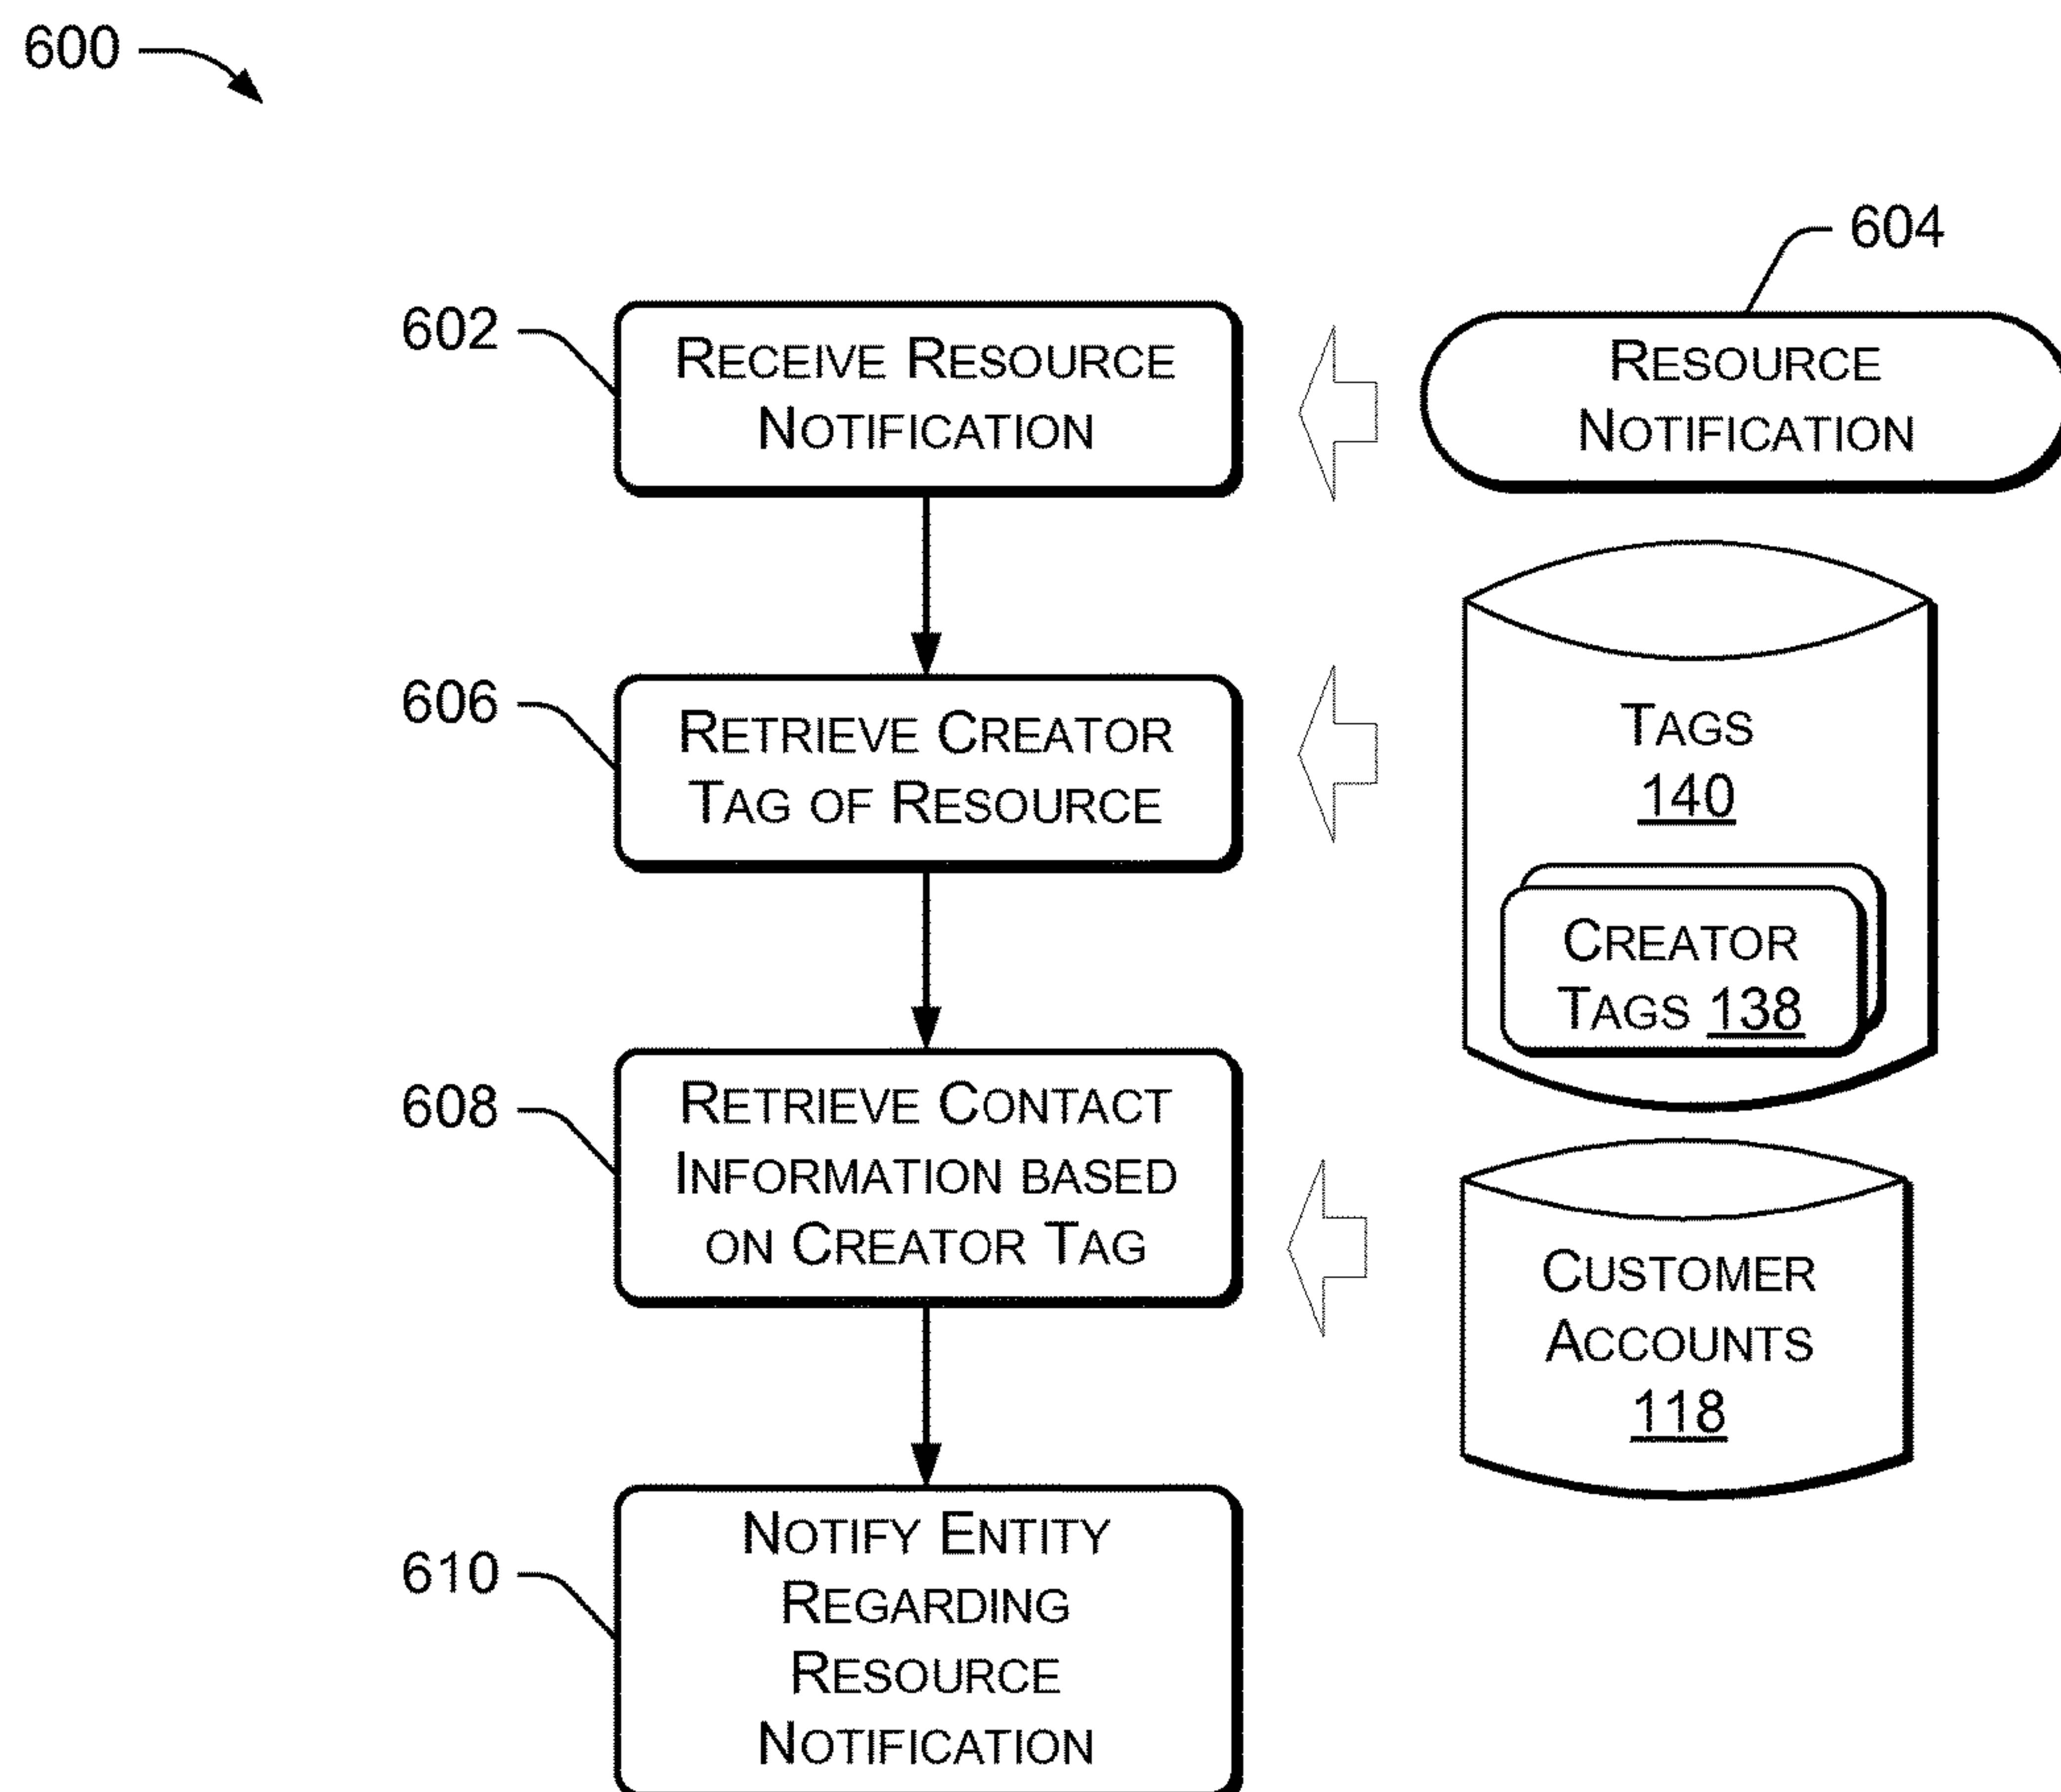 600
604
602
RECEIVE RESOURCE
NOTIFICATION
RESOURCE
NOTIFICATION
606
RETRIEVE CREATOR
TAG OF RESOURCE
TAGS
140
CREATOR
TAGS 138
608
RETRIEVE CONTACT
INFORMATION BASED
ON CREATOR TAG
CUSTOMER
ACCOUNTS
118
610
NOTIFY ENTITY
REGARDING
RESOURCE
NOTIFICATION